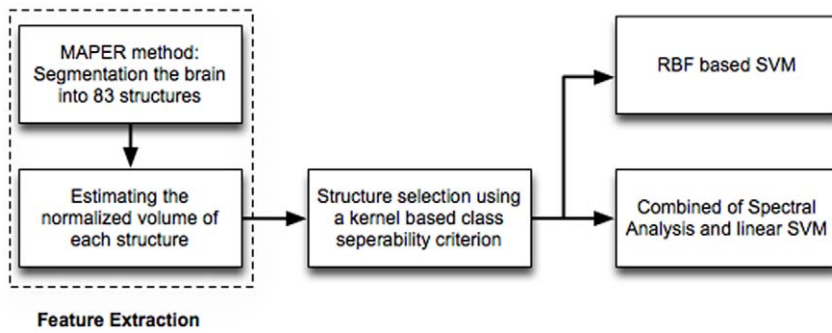 MAPER method:
Segmentation the brain
into 83 structures
Estimating the
normalized volume of
each structure
Feature Extraction
Structure selection using
a kernel based class
seperability criterion
RBF based SVM
Combined of Spectral
Analysis and linear SVM